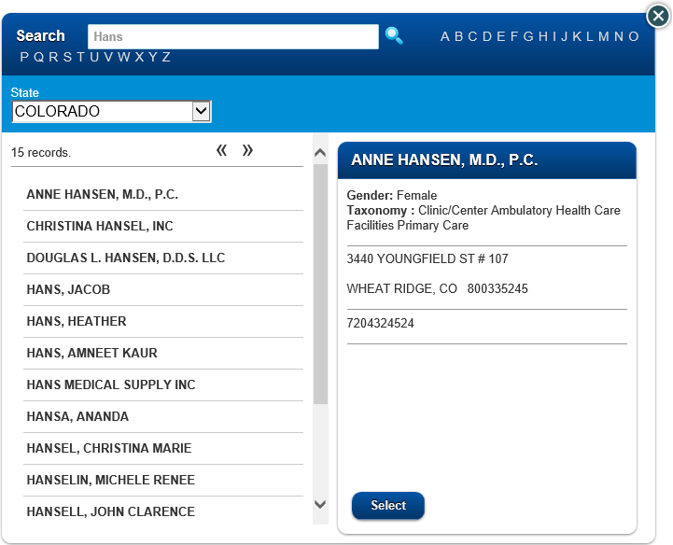 Search Hans A B C D E F G H I J K L M N O
P Q R S T U V W X Y Z
State
COLORADO
15 records. « »
ANNE HANSEN, M.D., P.C.
CHRISTINA HANSEL, INC
DOUGLAS L. HANSEN, D.D.S. LLC
HANS, JACOB
HANS, HEATHER
HANS, AMNEET KAUR
HANS MEDICAL SUPPLY INC
HANSA, ANANDA
HANSEL, CHRISTINA MARIE
HANSELIN, MICHELE RENEE
HANSELL, JOHN CLARENCE
ANNE HANSEN, M.D., P.C.
Gender: Female
Taxonomy : Clinic/Center Ambulatory Health Care
Facilities Primary Care
3440 YOUNGFIELD ST # 107
WHEAT RIDGE, CO 800335245
7204324524
Select